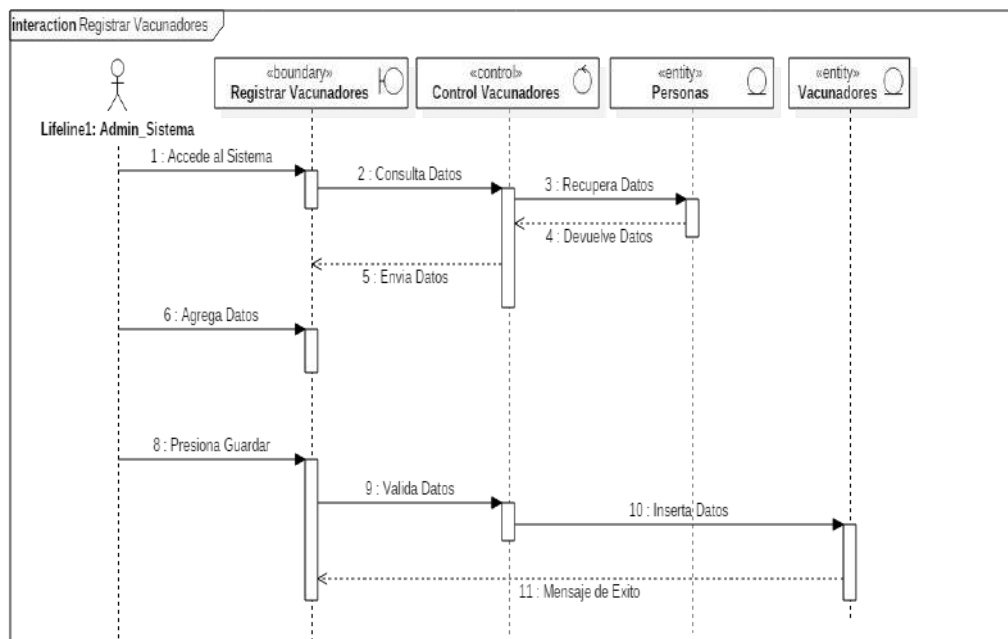 interaction Registrar Vacunadores
«boundary»
Registrar Vacunadores
«control»
Control Vacunadores
«entity»
Personas
«entity»
Vacunadores
Lifeline1: Admin_Sistema
1 : Accede al Sistema
2 : Consulta Datos
3 : Recupera Datos
4 : Devuelve Datos
5 : Envia Datos
6 : Agrega Datos
8 : Presiona Guardar
9 : Valida Datos
10 : Inserta Datos
11 : Mensaje de Exito